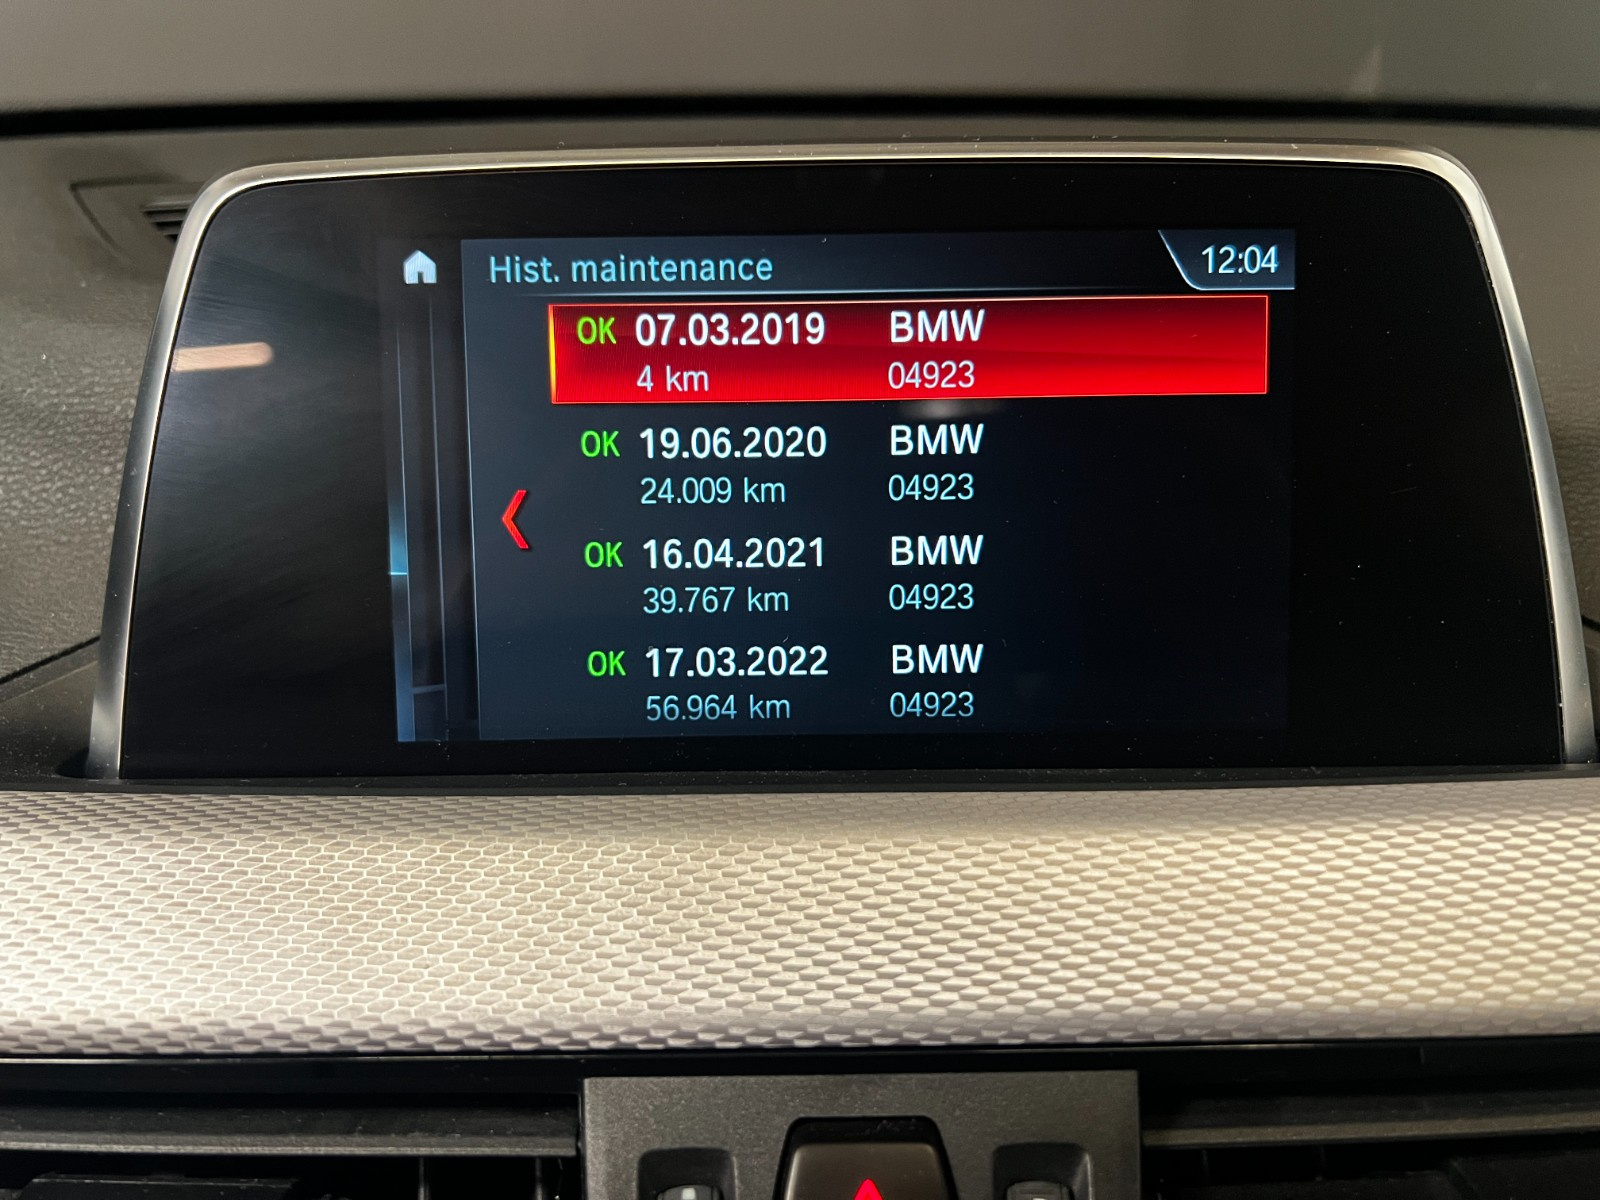 Hist. maintenance 12:04
OK 07.03.2019 BMW
4 km 04923
OK 19.06.2020 BMW
24.009 km 04923
OK 16.04.2021 BMW
39.767 km 04923
OK 17.03.2022 BMW
56.964 km 04923